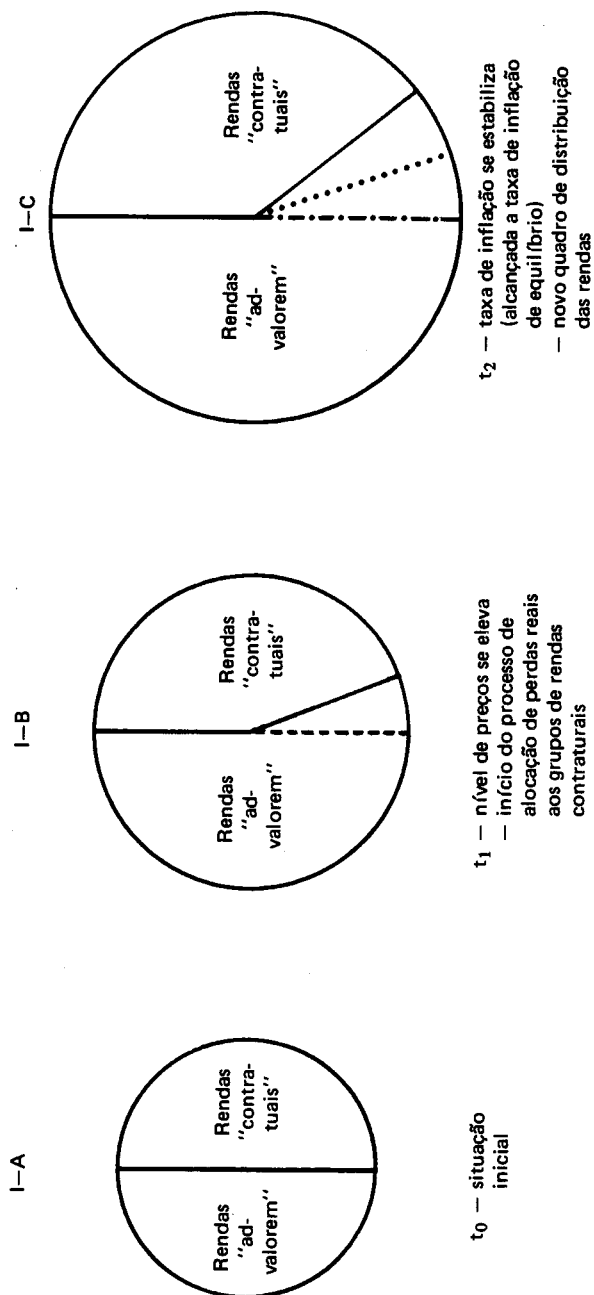 I—A
Rendas
"ad-
valorem"
Rendas
"contra-
tuais"
t0 — situação
inicial
I—B
Rendas
"ad-
valorem"
Rendas
"contra-
tuais"
t1 — nível de preços se eleva
— início do processo de
alocação de perdas reais
aos grupos de rendas
contraturais
I—C
Rendas
"ad-
valorem"
Rendas
"contra-
tuais"
t2 — taxa de inflação se estabiliza
(alcançada a taxa de inflação
de equilíbrio)
— novo quadro de distribuição
das rendas